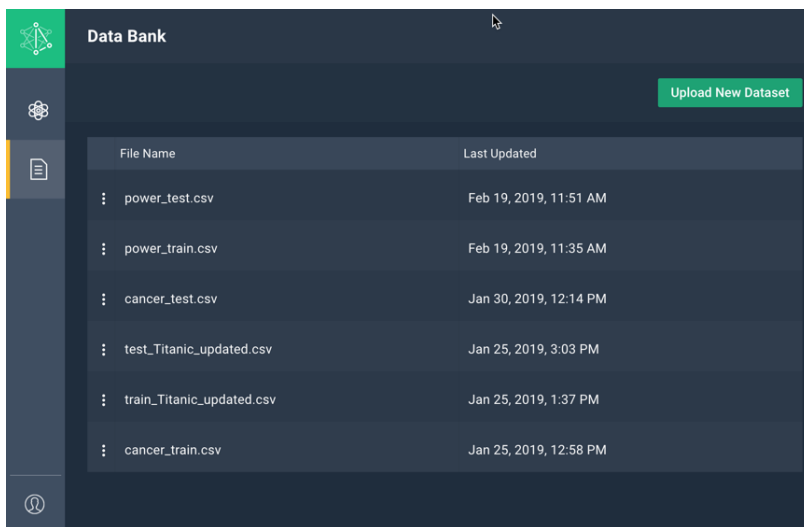 Data Bank
Upload New Dataset
File Name Last Updated
power_test.csv Feb 19, 2019, 11:51 AM
power_train.csv Feb 19, 2019, 11:35 AM
cancer_test.csv Jan 30, 2019, 12:14 PM
test_Titanic_updated.csv Jan 25, 2019, 3:03 PM
train_Titanic_updated.csv Jan 25, 2019, 1:37 PM
cancer_train.csv Jan 25, 2019, 12:58 PM